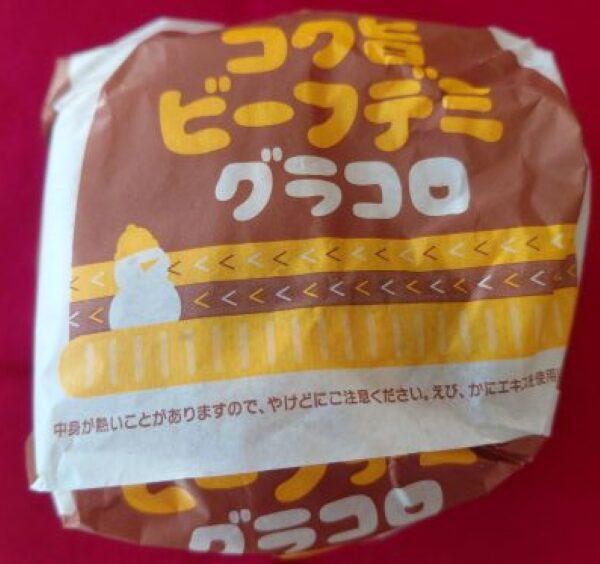 コク旨
ビーフデミ
グラコロ
中身が熱いことがありますので、やけどにご注意ください。えび、かにエキスを使用
ビーフデミ
グラコロ